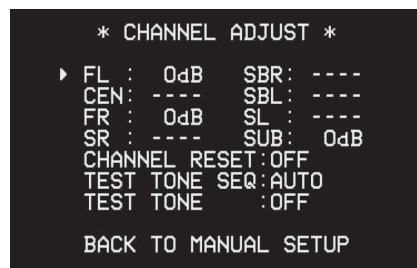 * CHANNEL ADJUST *
FL : 0dB SBR: ----
CEN: ---- SBL: ----
FR : 0dB SL : ----
SR : ---- SUB: 0dB
CHANNEL RESET:OFF
TEST TONE SEQ:AUTO
TEST TONE :OFF
BACK TO MANUAL SETUP